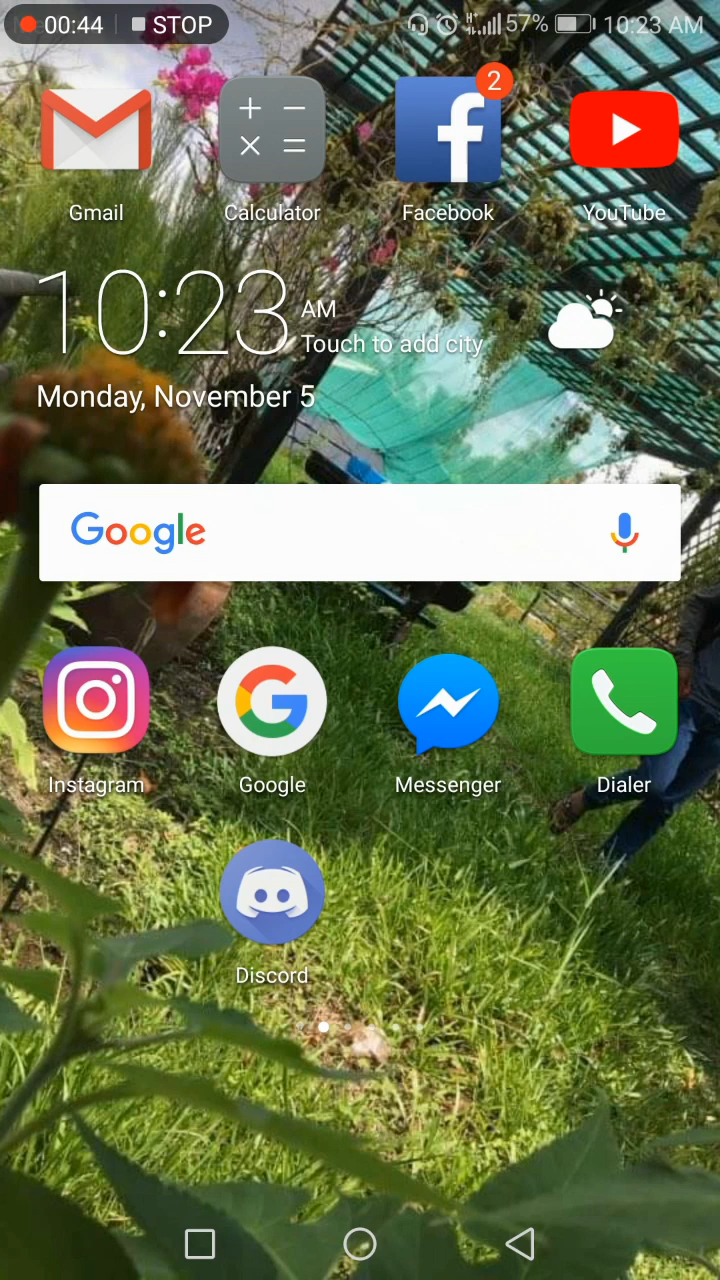 00:44 STOP 57% 10:23 AM
2
Gmail Calculator Facebook YouTube
10:23 AM
Touch to add city
Monday, November 5
Google
Instagram Google Messenger Dialer
Discord